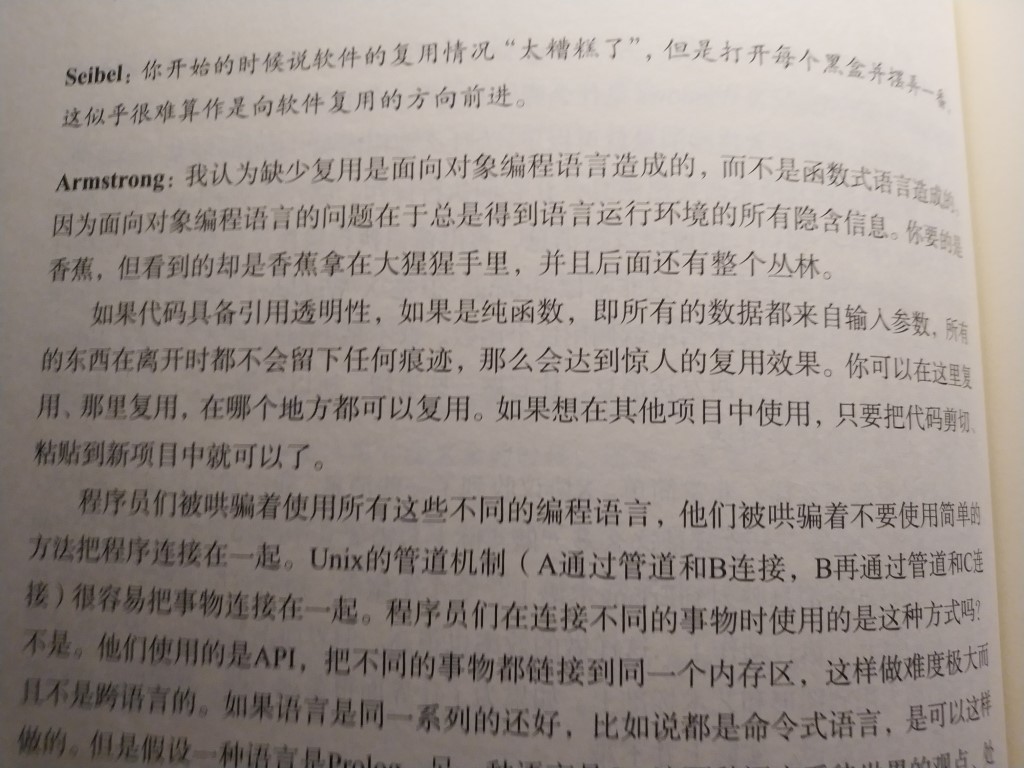 Seibel: 你开始的时候说软件的复用情况“太糟糕了”，但是打开每个黑盒并摆弄一番，
这似乎很难算作是向软件复用的方向前进。
Armstrong: 我认为缺少复用是面向对象编程语言造成的，而不是函数式语言造成的。
因为面向对象编程语言的问题在于总是得到语言运行环境的所有隐含信息。你要的是
香蕉，但看到的却是香蕉拿在大猩猩手里，并且后面还有整个丛林。
如果代码具备引用透明性，如果是纯函数，即所有的数据都来自输入参数，所有
的东西在离开时都不会留下任何痕迹，那么会达到惊人的复用效果。你可以在这里复
用、那里复用，在哪个地方都可以复用。如果想在其他项目中使用，只要把代码剪切、
粘贴到新项目中就可以了。
程序员们被哄骗着使用所有这些不同的编程语言，他们被哄骗着不要使用简单的
方法把程序连接在一起。Unix的管道机制（A通过管道和B连接，B再通过管道和C连
接）很容易把事物连接在一起。程序员们在连接不同的事物时使用的是这种方式吗？
不是。他们使用的是API，把不同的事物都链接到同一个内存区，这样做难度极大而
且不是跨语言的。如果语言是同一系列的还好，比如说都是命令式语言，是可以这样
做的。但是假设一种语言是Prolog，另一种语言是
世界的观点、处